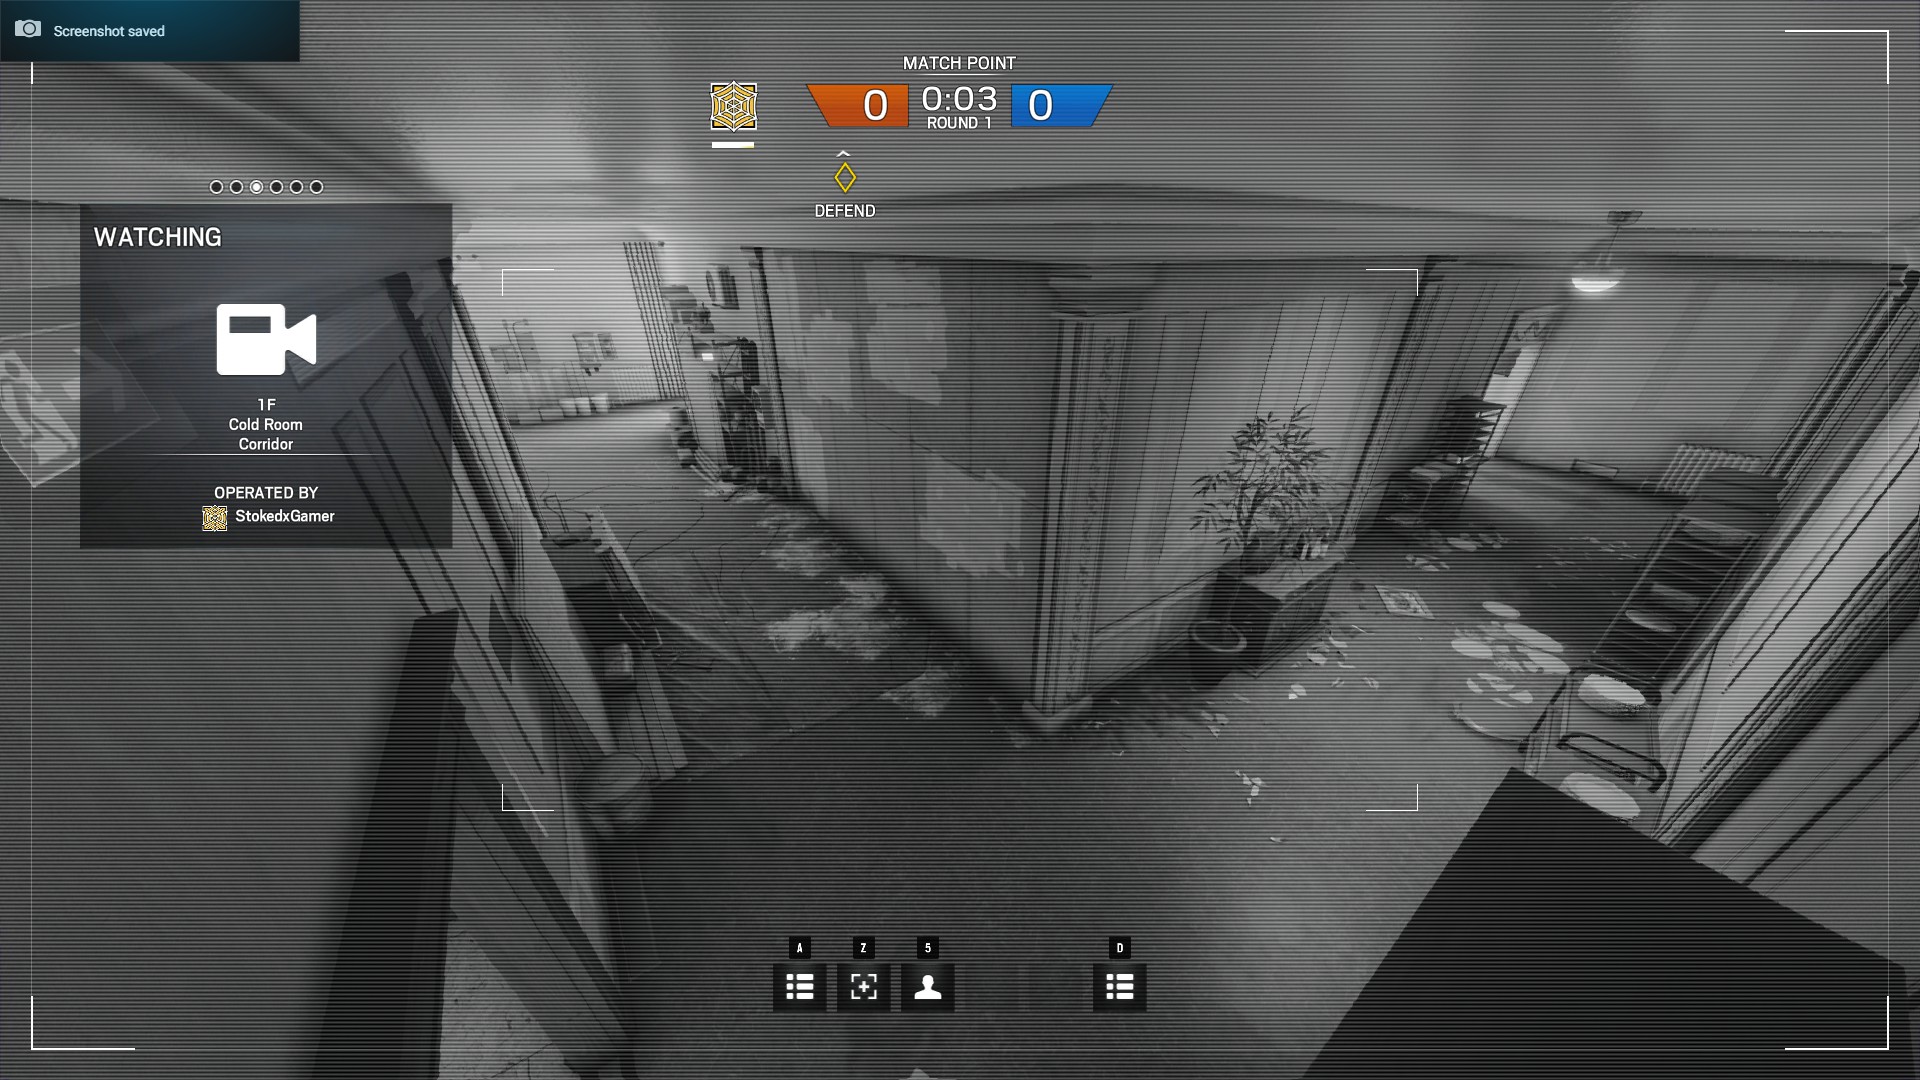 Screenshot saved
MATCH POINT
0 0:03 0
ROUND 1
DEFEND
WATCHING
1F
Cold Room
Corridor
OPERATED BY
StokedxGamer
A Z 5 D